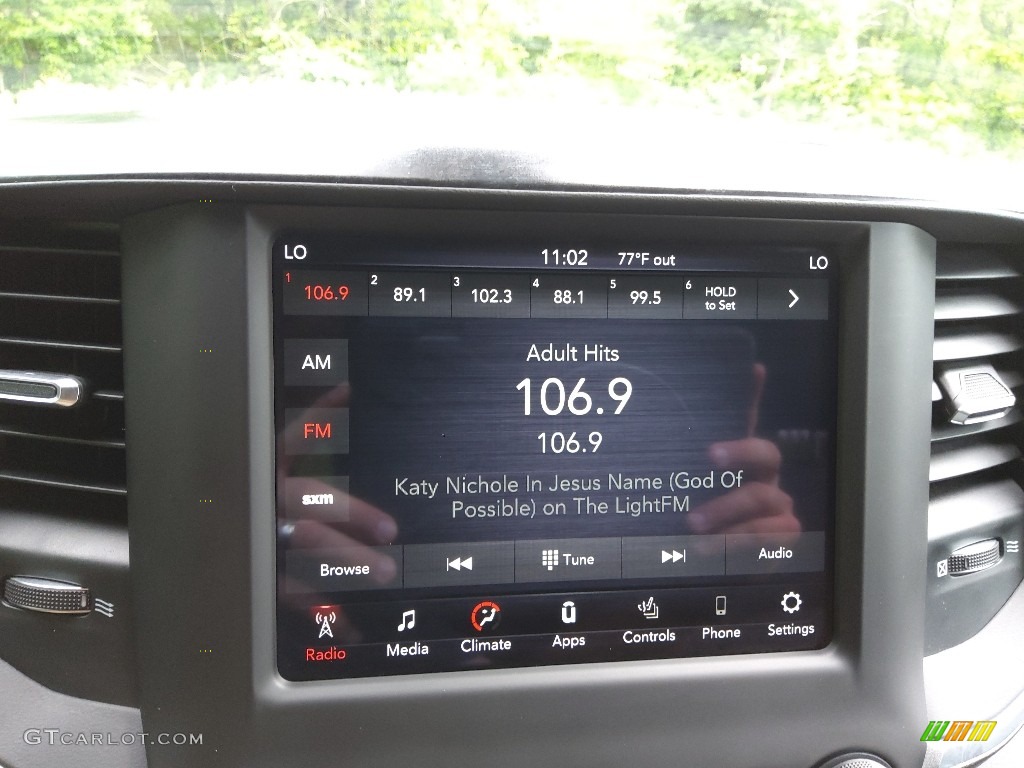 LO 11:02 77°F out LO
1 106.9 2 89.1 3 102.3 4 88.1 5 99.5 6 HOLD
to Set
AM
Adult Hits
106.9
FM
106.9
sxm
Katy Nichole In Jesus Name (God Of
Possible) on The LightFM
Browse Tune Audio
Radio Media Climate Apps Controls Phone Settings
GTCARLOT.COM